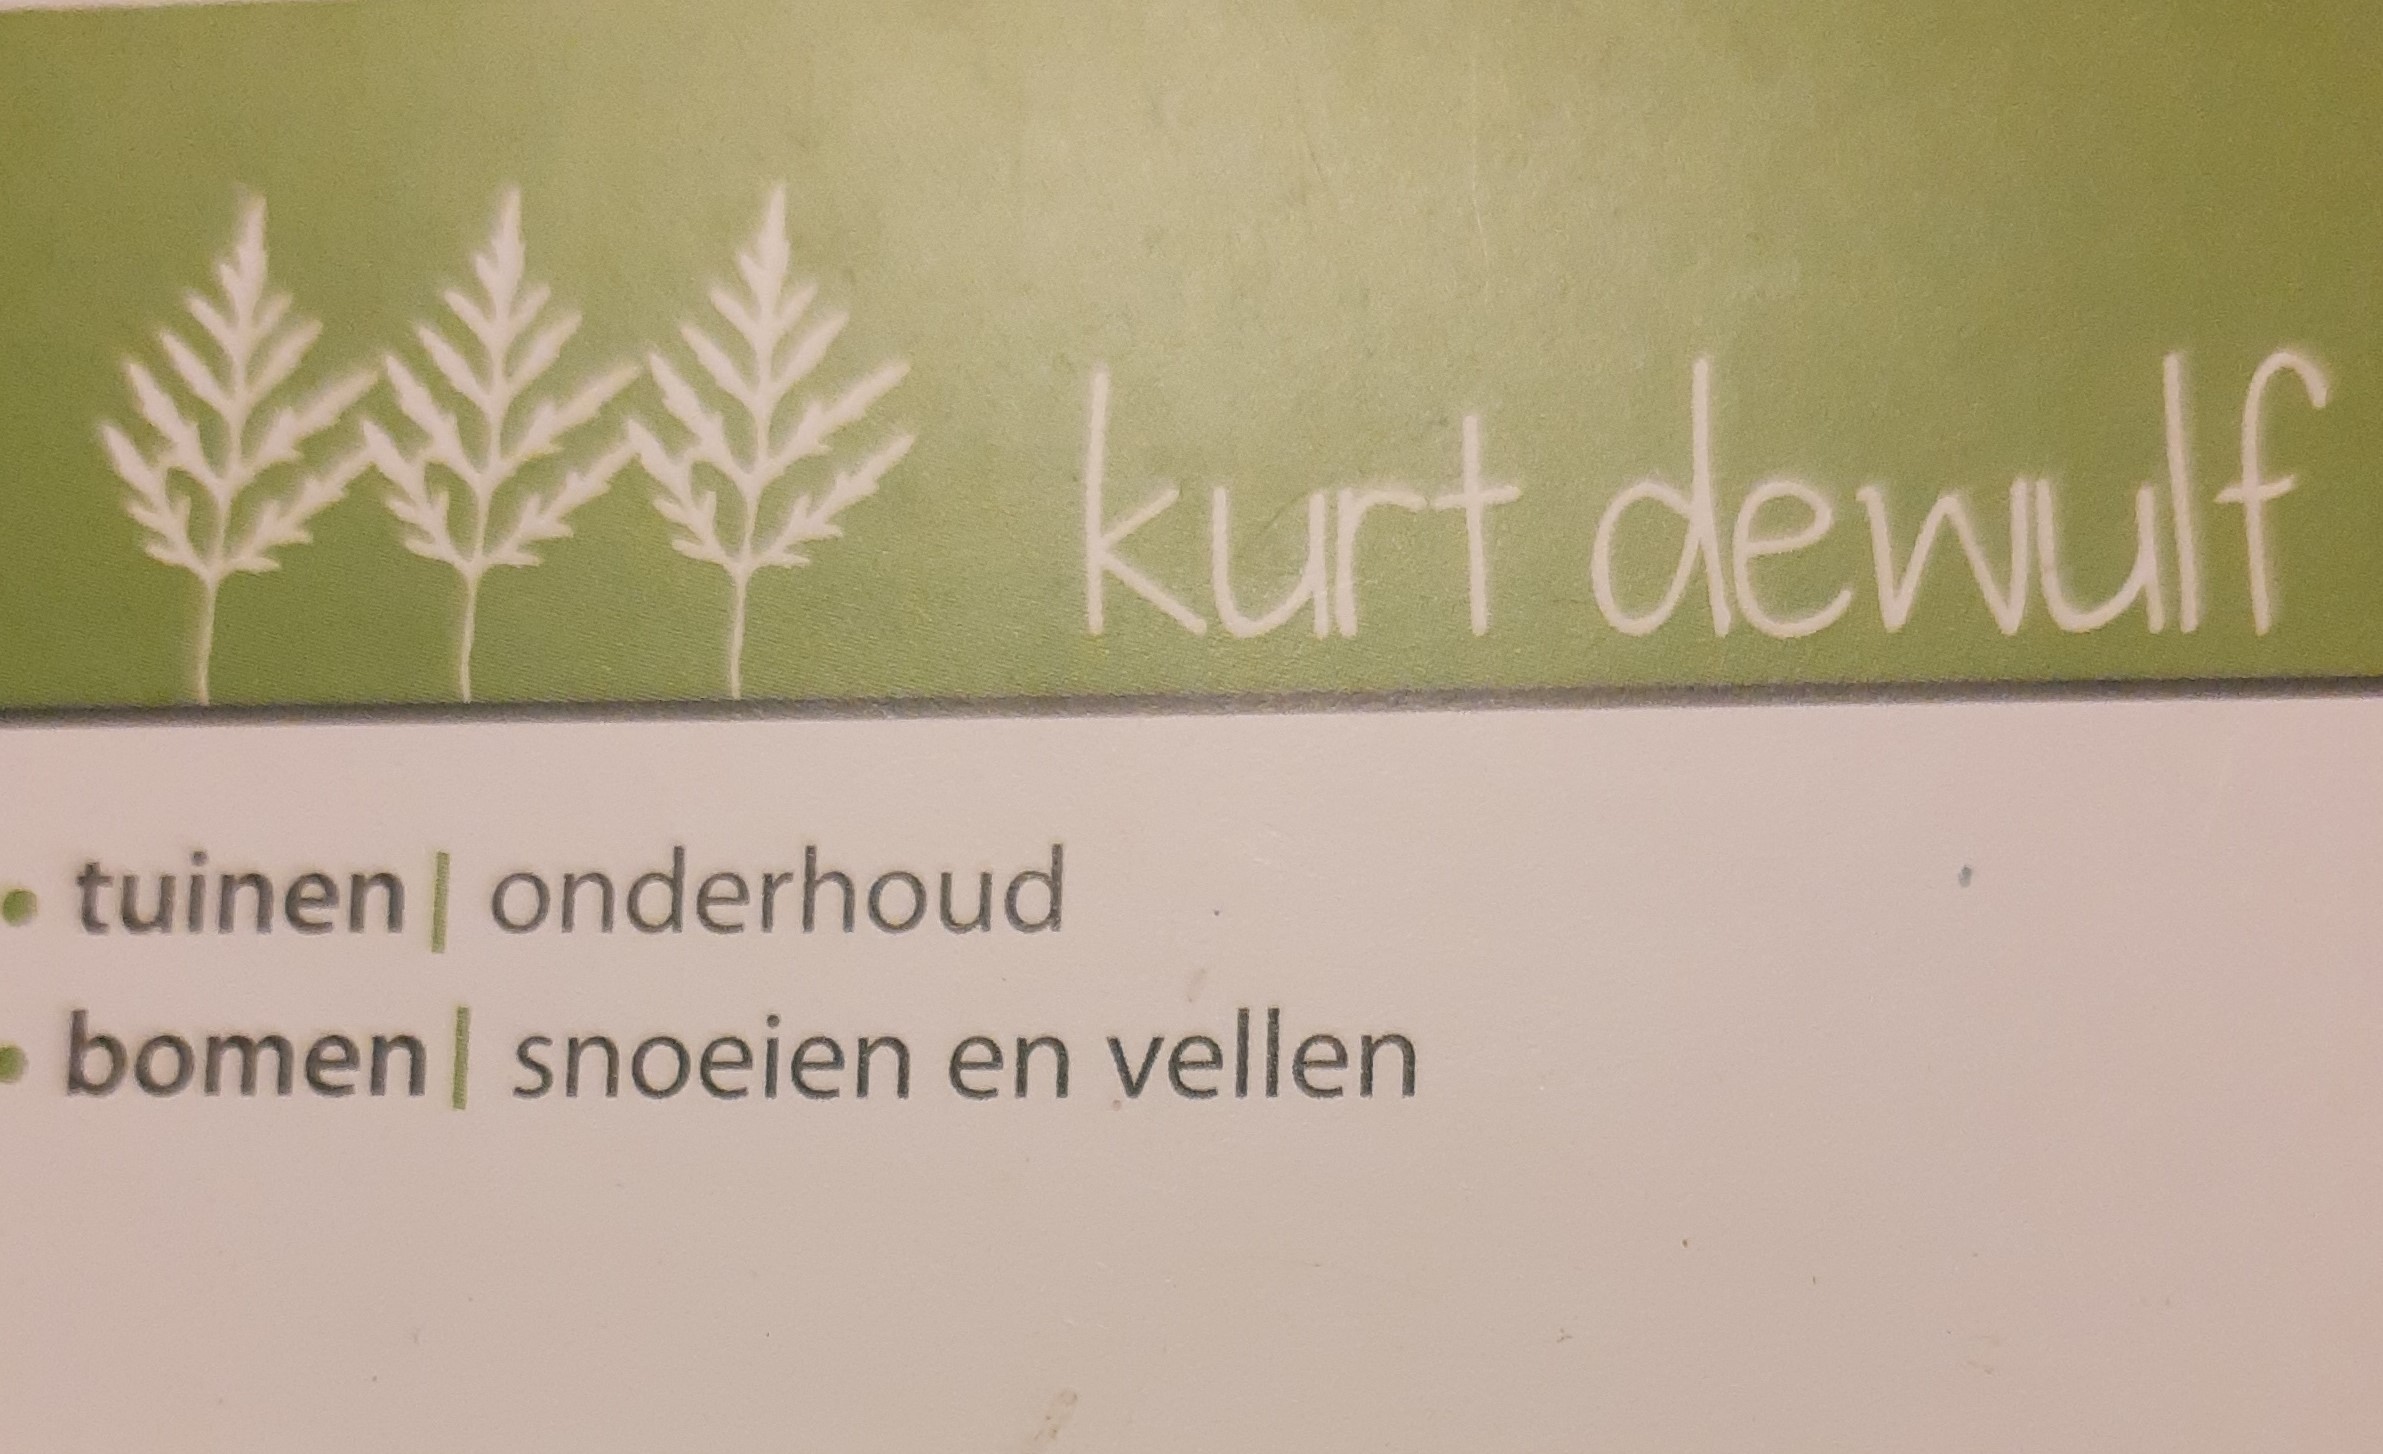 kurt dewulf
• tuinen | onderhoud
• bomen | snoeien en vellen